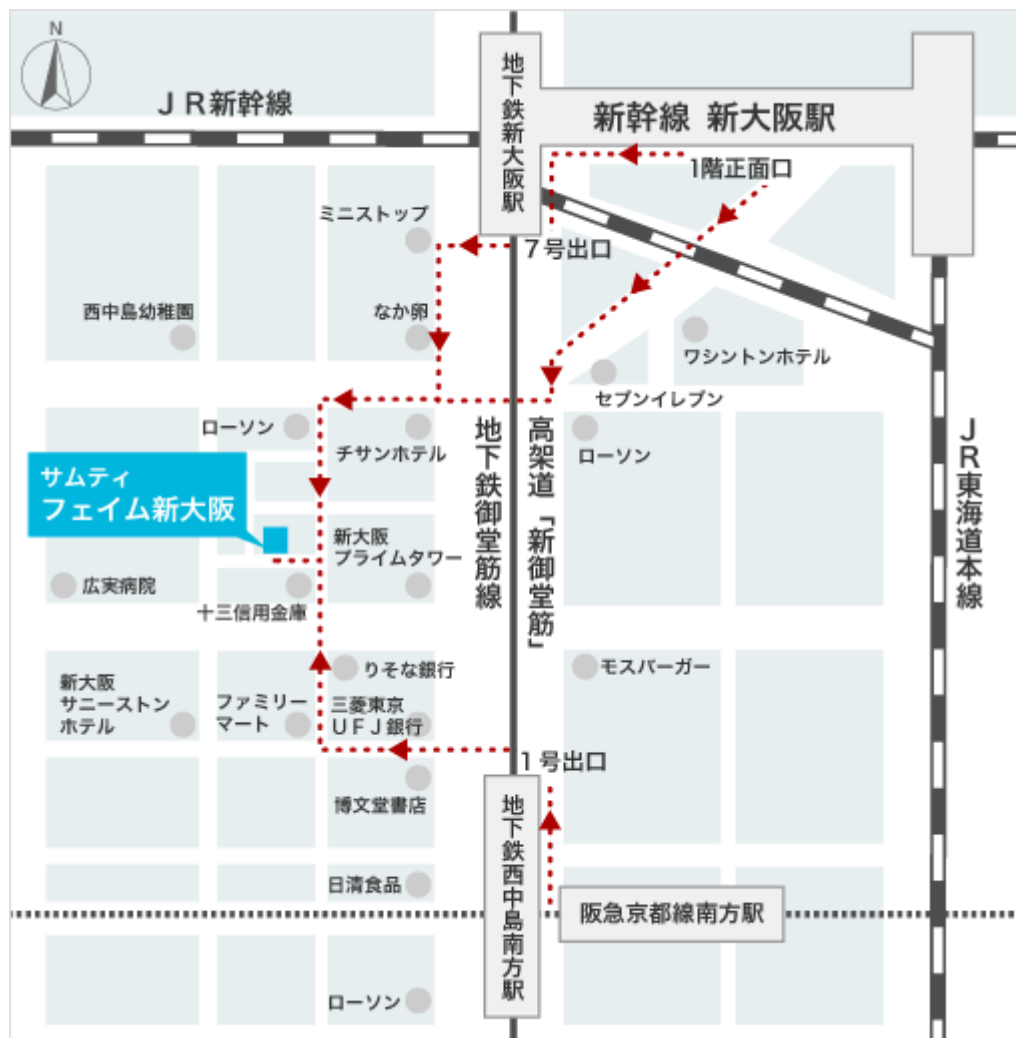 N
JR新幹線
地下鉄新大阪駅
新幹線 新大阪駅
1階正面口
ミニストップ
7号出口
西中島幼稚園
なか卵
ワシントンホテル
セブンイレブン
ローソン
チサンホテル
ローソン
地下鉄御堂筋線
高架道「新御堂筋」
JR東海道本線
サムティ
フェイム新大阪
新大阪
プライムタワー
広実病院
十三信用金庫
りそな銀行
モスバーガー
新大阪
サニーストン
ホテル
ファミリー
マート
三菱東京
UFJ銀行
1号出口
博文堂書店
地下鉄西中島南方駅
日清食品
阪急京都線南方駅
ローソン